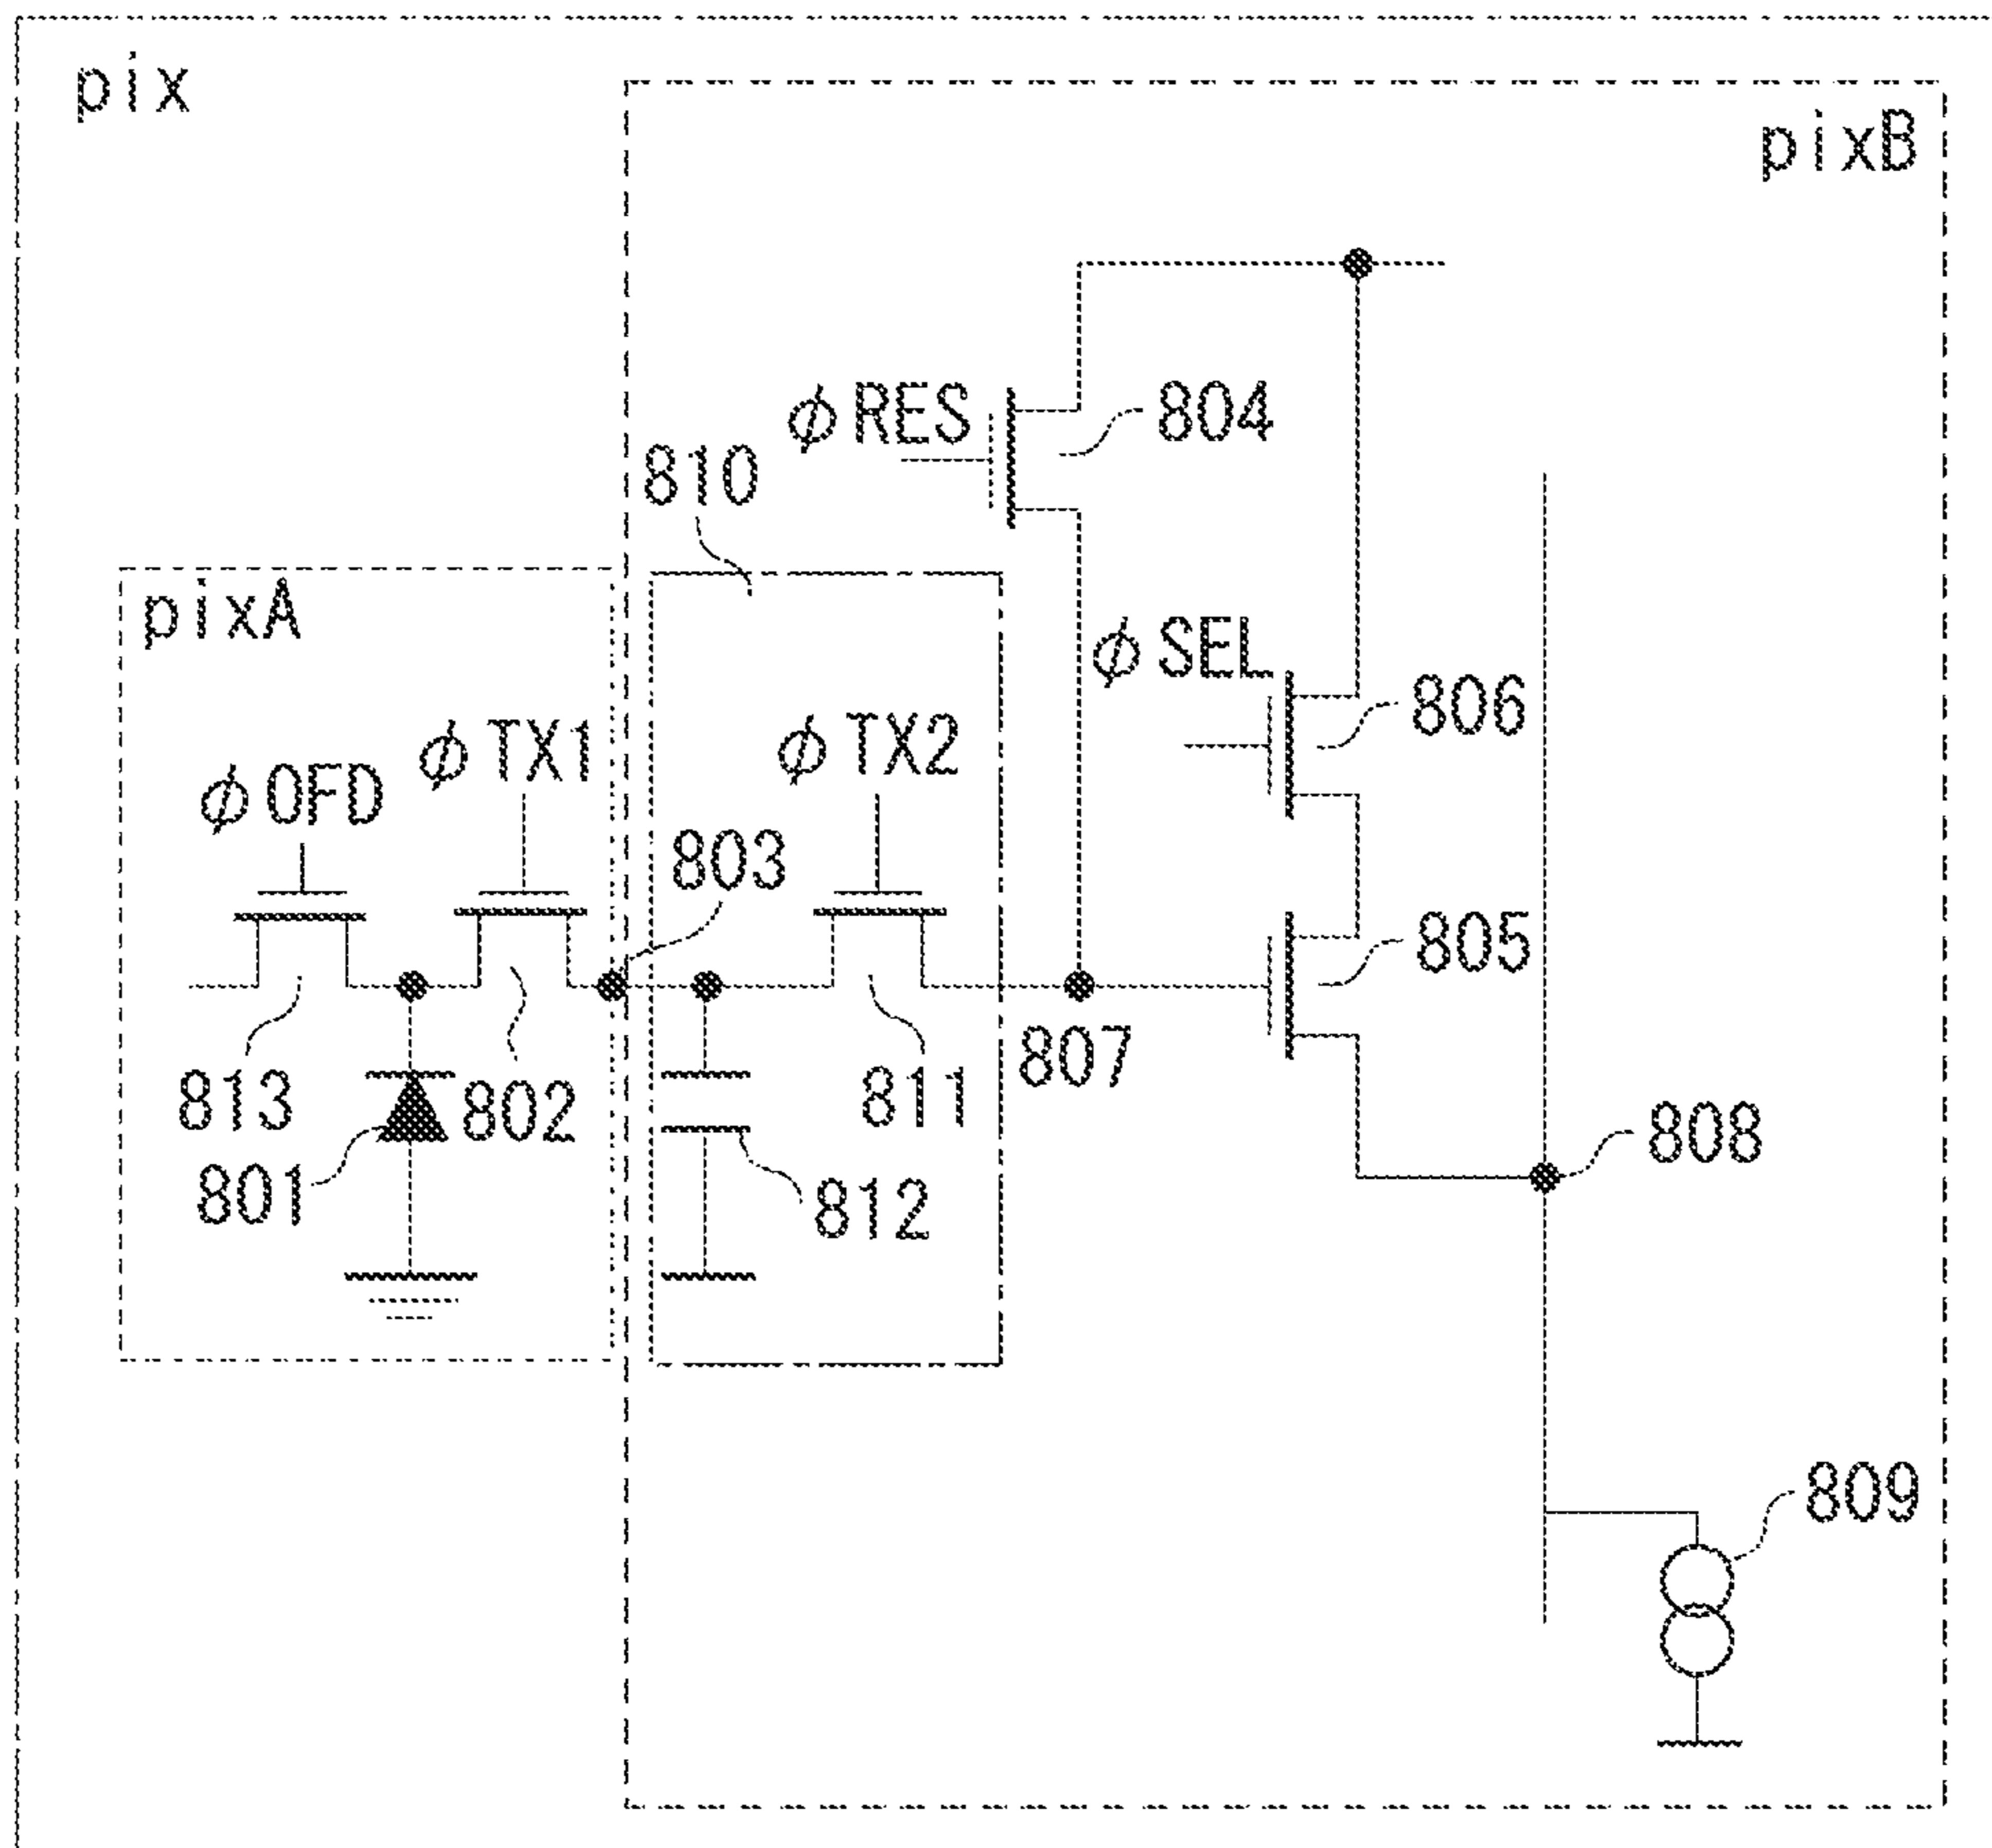 pix
pixB
φRES
804
810
pixA
φSEL
806
φTX1
φTX2
φOFD
803
805
807
813
802
811
808
801
812
809